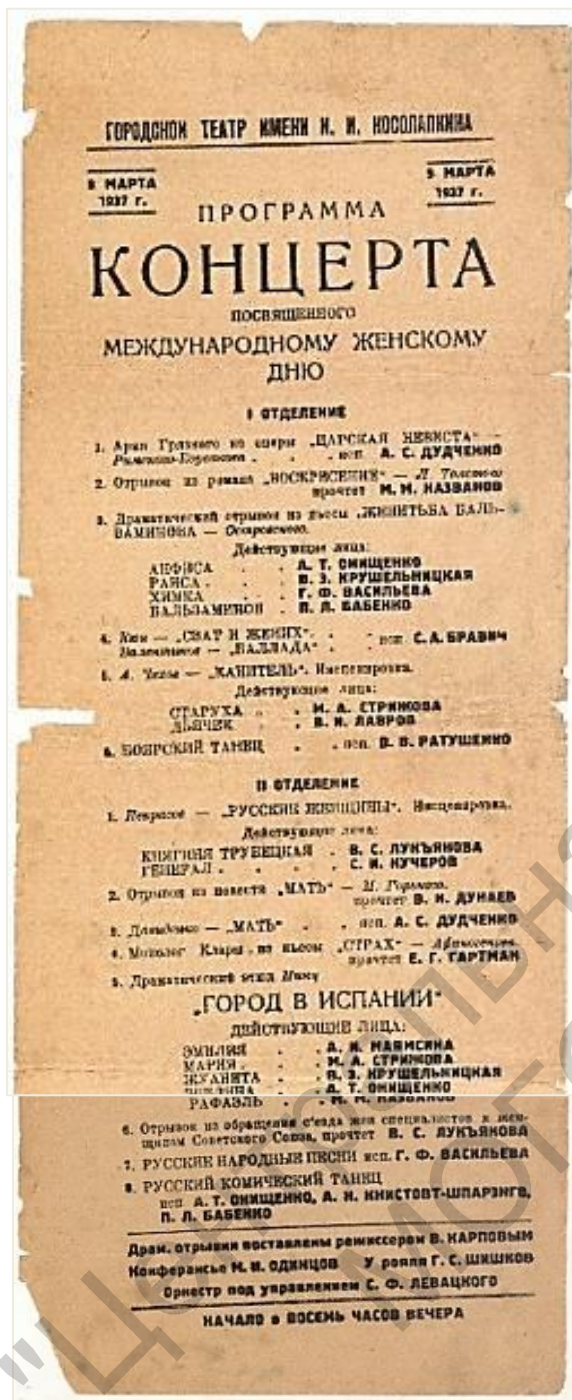 ГОРОДСКОЙ ТЕАТР ИМЕНИ И. И. КОСОЛАПКИНА
8 МАРТА
1937 г.
МАРТА
1937 г.
ПРОГРАММА
КОНЦЕРТА
ПОСВЯЩЕННОГО
МЕЖДУНАРОДНОМУ ЖЕНСКОМУ
ДНЮ
I ОТДЕЛЕНИЕ
1. Ария Грязного из оперы „ЦАРСКАЯ НЕВЕСТА“ —
Римского-Корсакова . . . исп. А. С. ДУДЧЕНКО
2. Отрывок из романа „ВОСКРЕСЕНИЕ“ — Л. Толстого
прочтет М. М. НАЗВАНОВ
3. Драматический отрывок из пьесы „ЖЕНИТЬБА БАЛЬ-
ЗАМИНОВА — Островского.
Действующие лица:
АНФИСА . . А. Т. ОНИЩЕНКО
РАИСА . . . В. З. КРУШЕЛЬНИЦКАЯ
ХИМКА . . Г. Ф. ВАСИЛЬЕВА
БАЛЬЗАМИНОВ . П. Л. БАБЕНКО
4. Кюи — „СВАТ И ЖЕНИХ“. . исп. С. А. БРАВИЧ
— „БАЛЛАДА“
5. А. Чехов — „КАНИТЕЛЬ“. Инсценировка.
Действующие лица:
СТАРУХА . . М. А. СТРИЖОВА
ДЬЯЧЕК . В. И. ЛАВРОВ
6. БОЯРСКИЙ ТАНЕЦ . . исп. В. В. РАТУШЕНКО
II ОТДЕЛЕНИЕ
1. Некрасов — „РУССКИЕ ЖЕНЩИНЫ“. Инсценировка.
Действующие лица:
КНЯГИНЯ ТРУБЕЦКАЯ . В. С. ЛУКЪЯНОВА
ГЕНЕРАЛ . . . . С. И. КУЧЕРОВ
2. Отрывок из повести „МАТЬ“ — М. Горького.
прочтет В. И. ДУНАЕВ
3. Давиденко — „МАТЬ“ . . исп. А. С. ДУДЧЕНКО
4. Монолог Клары из пьесы „СТРАХ“ — Афиногенова
прочтет Е. Г. ГАРТМАН
5. Драматический этюд
„ГОРОД В ИСПАНИИ“
ДЕЙСТВУЮЩИЕ ЛИЦА:
ЭМИЛИЯ . . А. И.
МАРИЯ . . М. А. СТРИЖОВА
ЖУАНИТА . . В. З. КРУШЕЛЬНИЦКАЯ
. . А. Т. ОНИЩЕНКО
РАФАЭЛЬ . . М. М. НАЗВАНОВ
6. Отрывок из обращения с'езда жен специалистов к жен-
щинам Советского Союза, прочтет В. С. ЛУКЬЯНОВА
7. РУССКИЕ НАРОДНЫЕ ПЕСНИ исп. Г. Ф. ВАСИЛЬЕВА
8. РУССКИЙ КОМИЧЕСКИЙ ТАНЕЦ
исп А. Т. ОНИЩЕНКО, А. Н. КНИСТОВТ-ШПАРЭНГВ,
П. Л. БАБЕНКО
Драм. отрывки поставлены режиссером В. КАРПОВЫМ
Конферансье М. И. ОДИНЦОВ У рояля Г. С. ШИШКОВ
Оркестр под управлением С. Ф. ЛЕВАЦКОГО
НАЧАЛО в ВОСЕМЬ ЧАСОВ ВЕЧЕРА